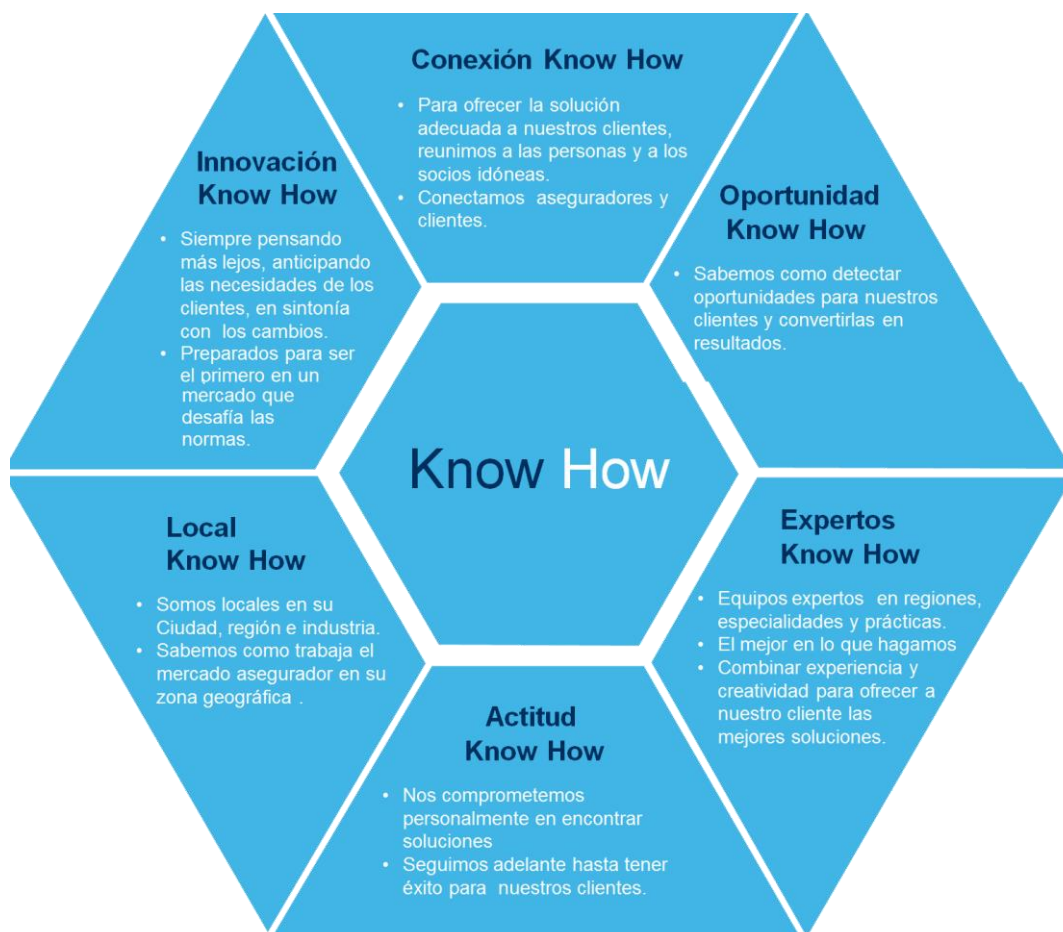 Conexión Know How
• Para ofrecer la solución
adecuada a nuestros clientes,
reunimos a las personas y a los
socios idóneas.
• Conectamos aseguradores y
clientes.
Innovación
Know How
• Siempre pensando
más lejos, anticipando
las necesidades de los
clientes, en sintonía
con los cambios.
• Preparados para ser
el primero en un
mercado que
desafía las
normas.
Oportunidad
Know How
• Sabemos como detectar
oportunidades para nuestros
clientes y convertirlas en
resultados.
Know How
Local
Know How
• Somos locales en su
Ciudad, región e industria.
• Sabemos como trabaja el
mercado asegurador en su
zona geográfica .
Expertos
Know How
• Equipos expertos en regiones,
especialidades y prácticas.
• El mejor en lo que hagamos
• Combinar experiencia y
creatividad para ofrecer a
nuestro cliente las
mejores soluciones.
Actitud
Know How
• Nos comprometemos
personalmente en encontrar
soluciones
• Seguimos adelante hasta tener
éxito para nuestros clientes.